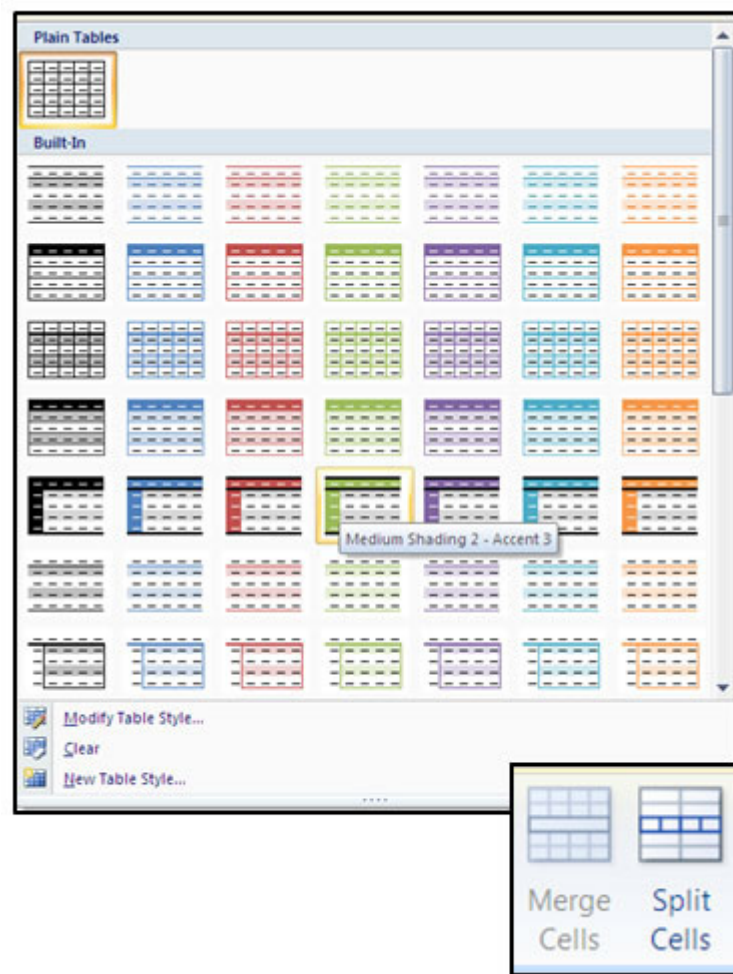 Plain Tables
Built-In
Medium Shading 2 - Accent 3
Modify Table Style...
Clear
New Table Style...
Merge Split
Cells Cells